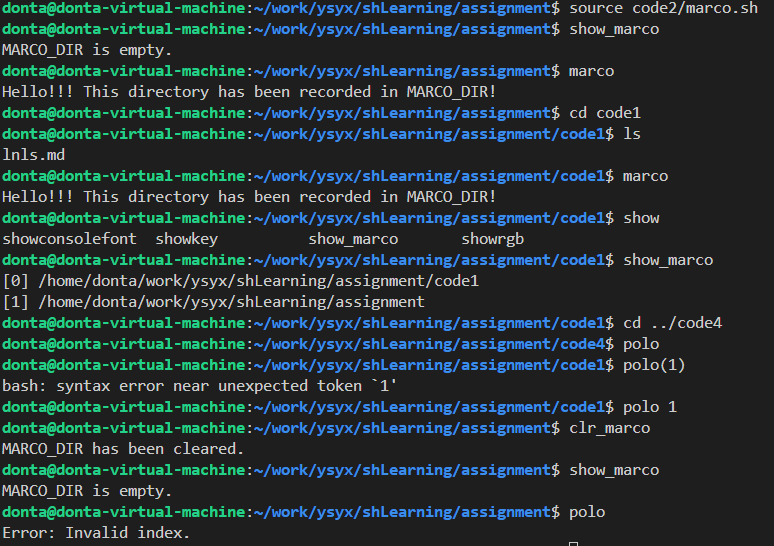 donta@donta-virtual-machine:~/work/ysyx/shLearning/assignment$ source code2/marco.sh
donta@donta-virtual-machine:~/work/ysyx/shLearning/assignment$ show_marco
MARCO_DIR is empty.
donta@donta-virtual-machine:~/work/ysyx/shLearning/assignment$ marco
Hello!!! This directory has been recorded in MARCO_DIR!
donta@donta-virtual-machine:~/work/ysyx/shLearning/assignment$ cd code1
donta@donta-virtual-machine:~/work/ysyx/shLearning/assignment/code1$ ls
lnls.md
donta@donta-virtual-machine:~/work/ysyx/shLearning/assignment/code1$ marco
Hello!!! This directory has been recorded in MARCO_DIR!
donta@donta-virtual-machine:~/work/ysyx/shLearning/assignment/code1$ show
showconsolefont  showkey          show_marco       showrgb
donta@donta-virtual-machine:~/work/ysyx/shLearning/assignment/code1$ show_marco
[0] /home/donta/work/ysyx/shLearning/assignment/code1
[1] /home/donta/work/ysyx/shLearning/assignment
donta@donta-virtual-machine:~/work/ysyx/shLearning/assignment/code1$ cd ../code4
donta@donta-virtual-machine:~/work/ysyx/shLearning/assignment/code4$ polo
donta@donta-virtual-machine:~/work/ysyx/shLearning/assignment/code1$ polo(1)
bash: syntax error near unexpected token `1'
donta@donta-virtual-machine:~/work/ysyx/shLearning/assignment/code1$ polo 1
donta@donta-virtual-machine:~/work/ysyx/shLearning/assignment$ clr_marco
MARCO_DIR has been cleared.
donta@donta-virtual-machine:~/work/ysyx/shLearning/assignment$ show_marco
MARCO_DIR is empty.
donta@donta-virtual-machine:~/work/ysyx/shLearning/assignment$ polo
Error: Invalid index.